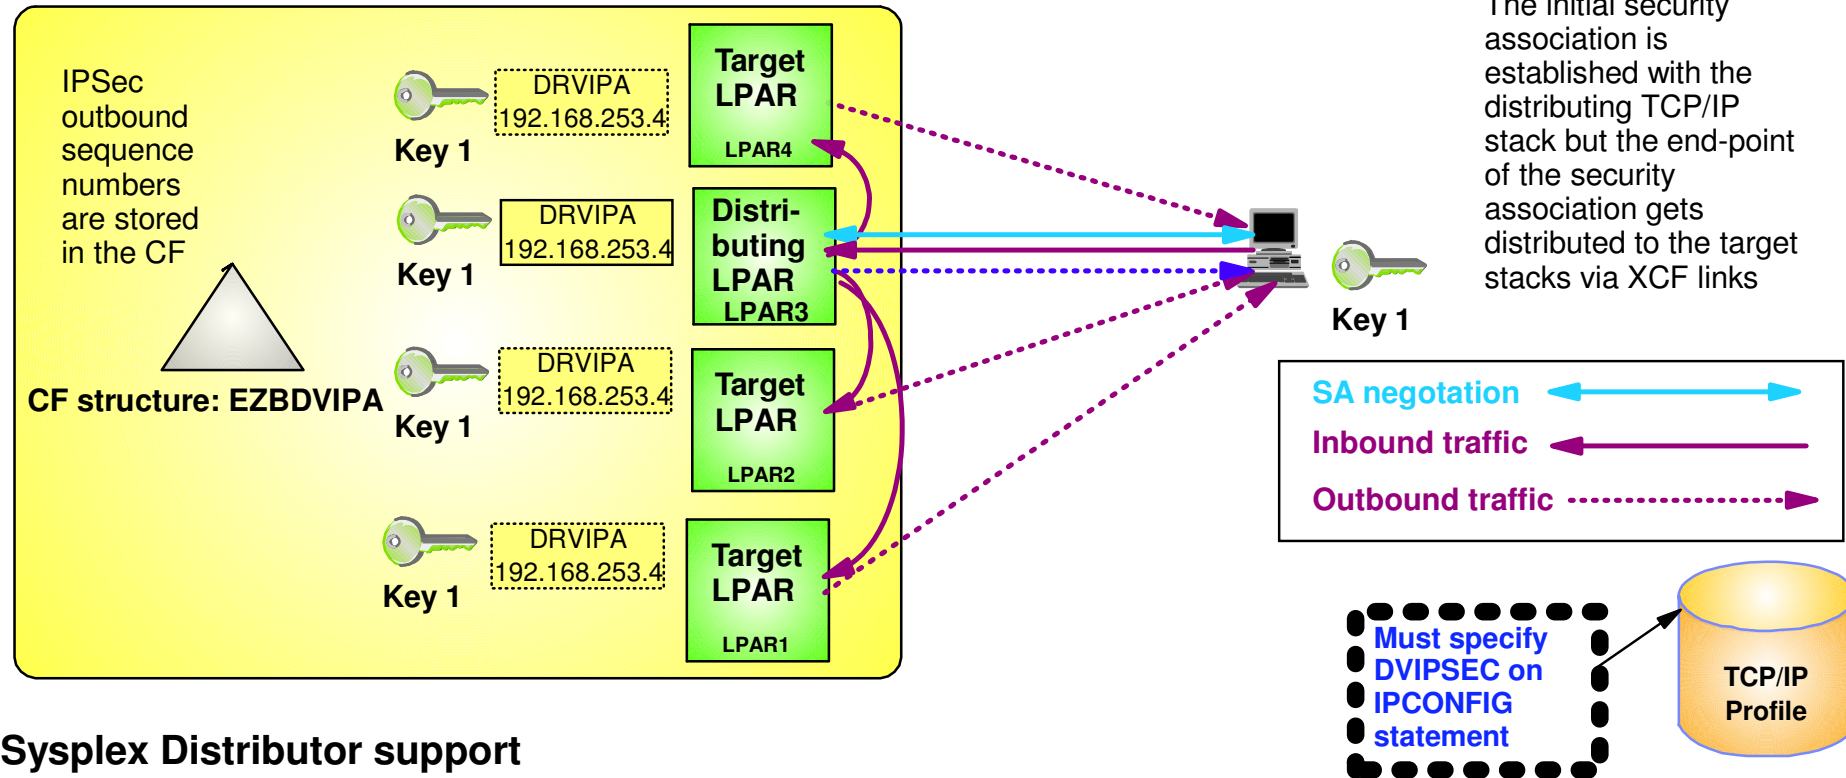 IPSec
outbound
sequence
numbers
are stored
in the CF
CF structure: EZBDVIPA
Key 1
DRVIPA
192.168.253.4
Target
LPAR
LPAR4
Key 1
DRVIPA
192.168.253.4
Distri-
buting
LPAR
LPAR3
Key 1
DRVIPA
192.168.253.4
Target
LPAR
LPAR2
Key 1
DRVIPA
192.168.253.4
Target
LPAR
LPAR1
Key 1
The initial security
association is
established with the
distributing TCP/IP
stack but the end-point
of the security
association gets
distributed to the target
stacks via XCF links
SA negotation
Inbound traffic
Outbound traffic
Must specify
DVIPSEC on
IPCONFIG
statement
TCP/IP
Profile
Sysplex Distributor support